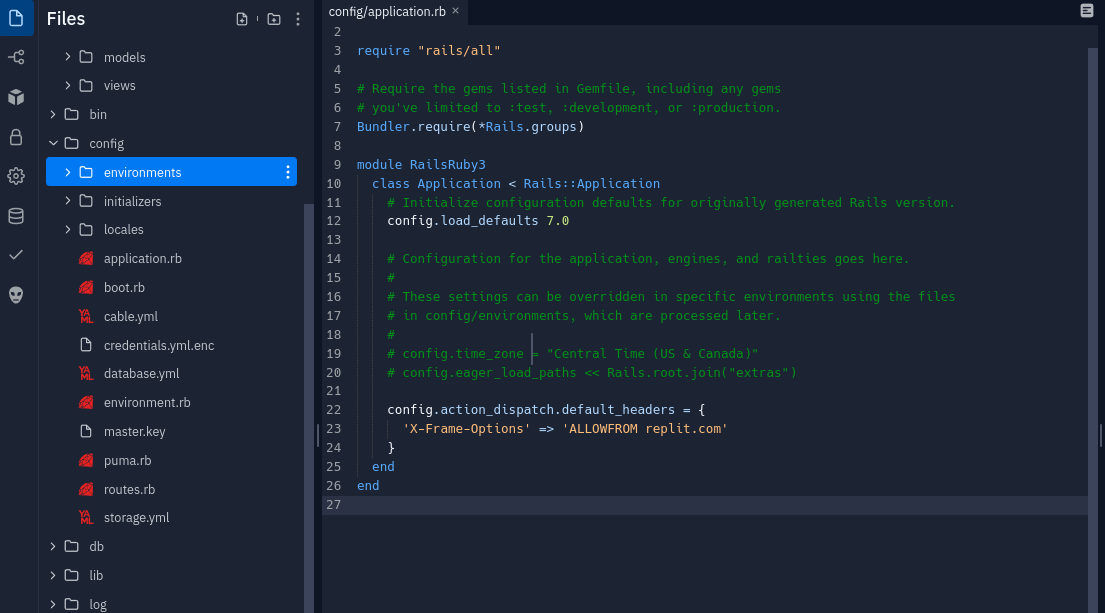 Files
models
views
bin
config
environments
initializers
locales
application.rb
boot.rb
cable.yml
credentials.yml.enc
database.yml
environment.rb
master.key
puma.rb
routes.rb
storage.yml
db
lib
log
config/application.rb ×
2
3 require "rails/all"
4
5 # Require the gems listed in Gemfile, including any gems
6 # you've limited to :test, :development, or :production.
7 Bundler.require(*Rails.groups)
8
9 module RailsRuby3
10 class Application < Rails::Application
11 # Initialize configuration defaults for originally generated Rails version.
12 config.load_defaults 7.0
13
14 # Configuration for the application, engines, and railties goes here.
15 #
16 # These settings can be overridden in specific environments using the files
17 # in config/environments, which are processed later.
18 #
19 # config.time_zone = "Central Time (US & Canada)"
20 # config.eager_load_paths << Rails.root.join("extras")
21
22 config.action_dispatch.default_headers = {
23 'X-Frame-Options' => 'ALLOWFROM replit.com'
24 }
25 end
26 end
27